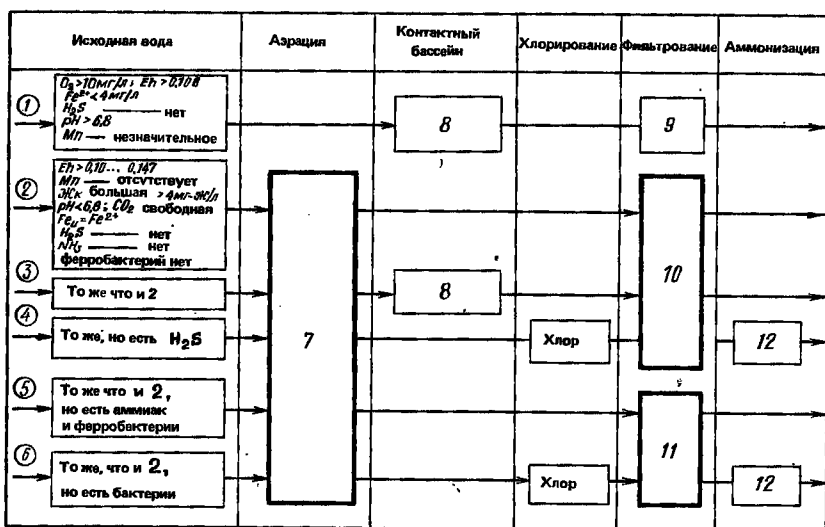 Исходная вода
Аэрация
Контактный
бассейн
Хлорирование
Фильтрование
Аммонизация
①
O₂>10мг/л; Eh>0,10В
Fe²⁺<4мг/л
H₂S — нет
pH>6,8
Mn — незначительное
8
9
②
Eh>0,10... 0,147
Mn — отсутствует
Жк большая >4мг-эк/л
pH<6,8; CO₂ свободная
Feц=Fe²⁺
H₂S — нет
NH₃ — нет
ферробактерий нет
③
То же что и 2
8
④
То же, но есть H₂S
7
Хлор
10
12
⑤
То же что и 2,
но есть аммиак
и ферробактерии
11
⑥
То же, что и 2,
но есть бактерии
Хлор
12